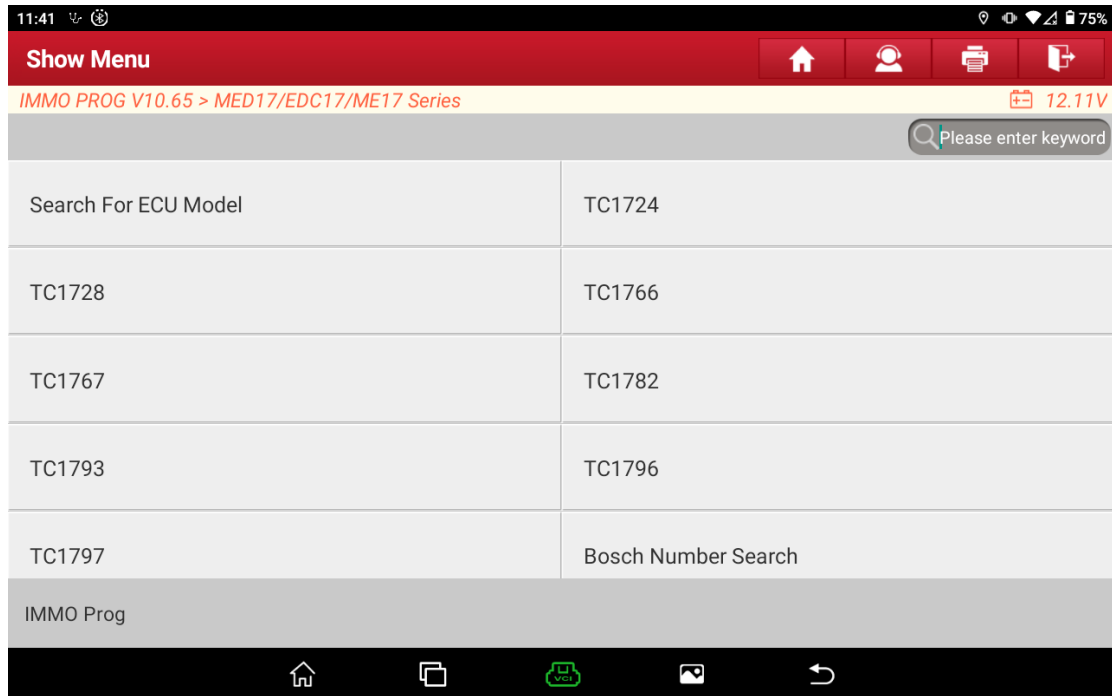 11:41 75%
Show Menu
IMMO PROG V10.65 > MED17/EDC17/ME17 Series 12.11V
Please enter keyword
Search For ECU Model TC1724
TC1728 TC1766
TC1767 TC1782
TC1793 TC1796
TC1797 Bosch Number Search
IMMO Prog
VCI